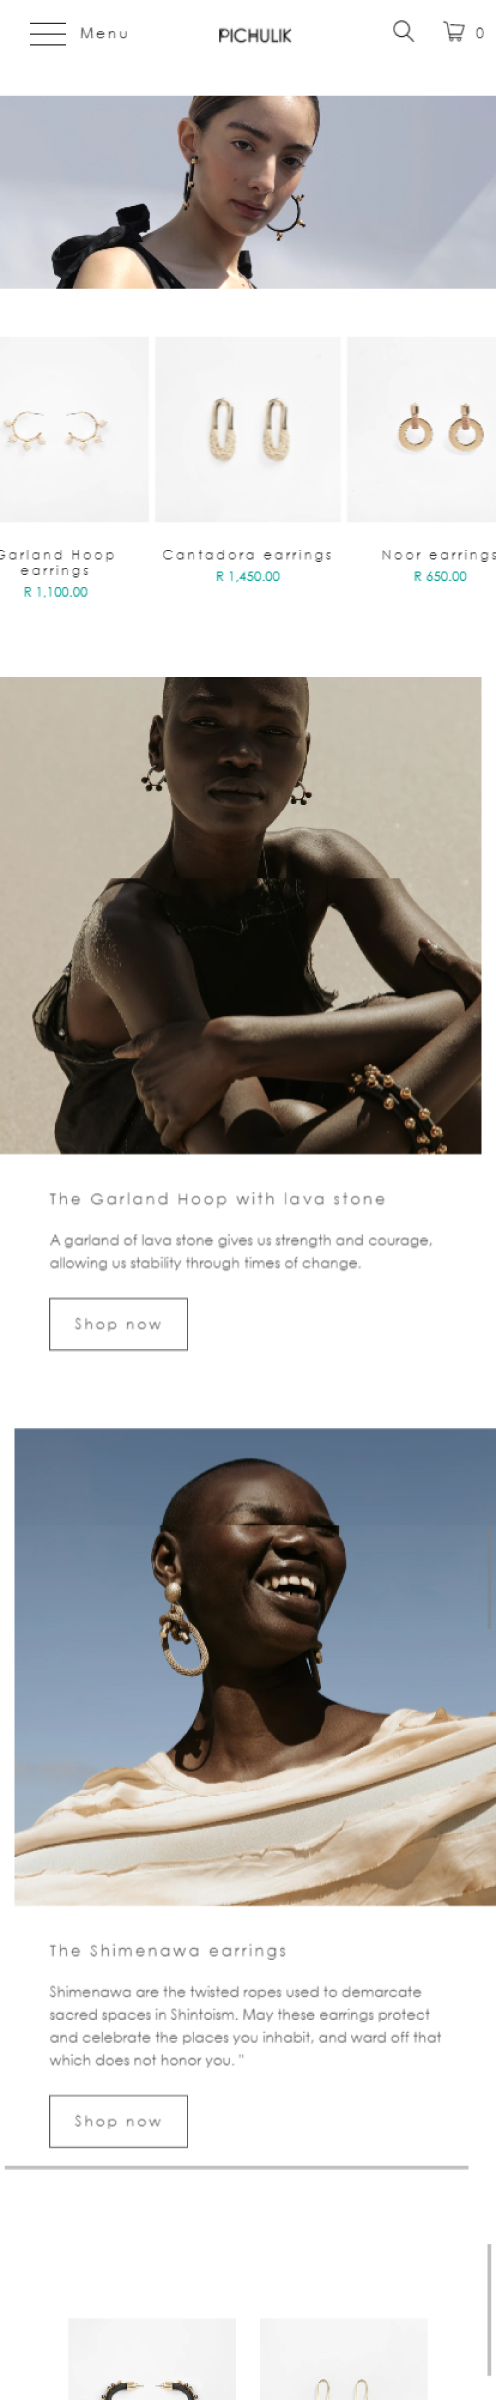 Menu
PICHULIK
0
Garland Hoop
earrings
R 1,100.00
Cantadora earrings
R 1,450.00
Noor earrings
R 650.00
The Garland Hoop with lava stone
A garland of lava stone gives us strength and courage,
allowing us stability through times of change.
Shop now
The Shimenawa earrings
Shimenawa are the twisted ropes used to demarcate
sacred spaces in Shintoism. May these earrings protect
and celebrate the places you inhabit, and ward off that
which does not honor you. "
Shop now